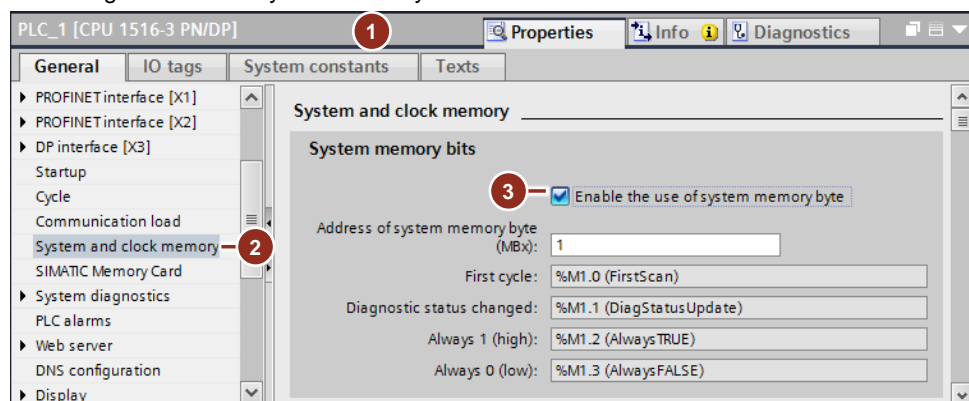 PLC_1 [CPU 1516-3 PN/DP]
1
Properties
Info
Diagnostics
General
IO tags
System constants
Texts
PROFINET interface [X1]
PROFINET interface [X2]
DP interface [X3]
Startup
Cycle
Communication load
System and clock memory
2
SIMATIC Memory Card
System diagnostics
PLC alarms
Web server
DNS configuration
Display
System and clock memory
System memory bits
3
Enable the use of system memory byte
Address of system memory byte
(MBx):
1
First cycle:
%M1.0 (FirstScan)
Diagnostic status changed:
%M1.1 (DiagStatusUpdate)
Always 1 (high):
%M1.2 (AlwaysTRUE)
Always 0 (low):
%M1.3 (AlwaysFALSE)